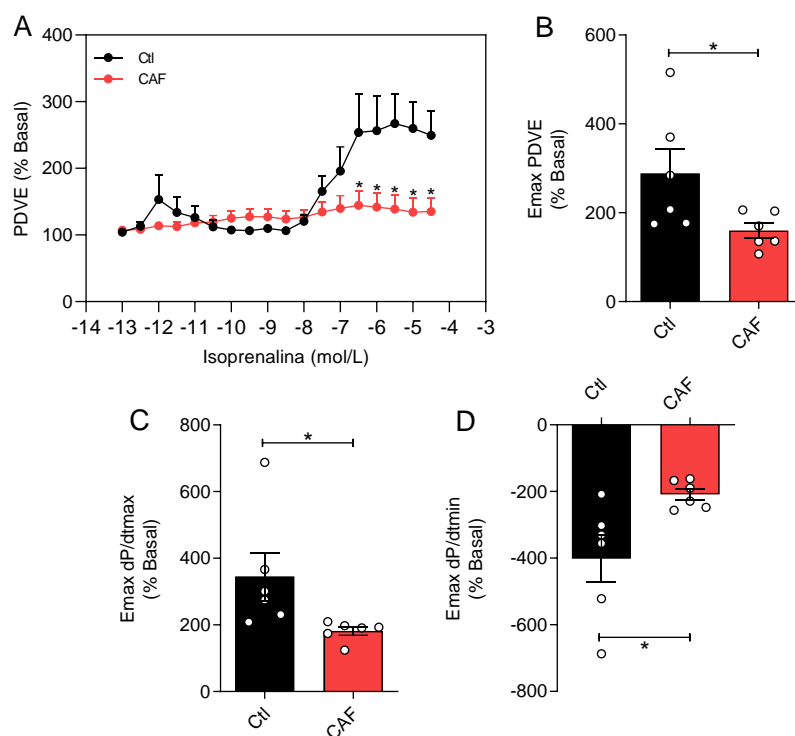 A
Ctl
CAF
PDVE (% Basal)
400
300
200
100
0
* * * * *
-14 -13 -12 -11 -10 -9 -8 -7 -6 -5 -4 -3
Isoprenalina (mol/L)
B
Emax PDVE
(% Basal)
600
400
200
0
*
Ctl
CAF
C
Emax dP/dtmax
(% Basal)
800
600
400
200
0
*
Ctl
CAF
D
Ctl
CAF
Emax dP/dtmin
(% Basal)
0
-200
-400
-600
-800
*